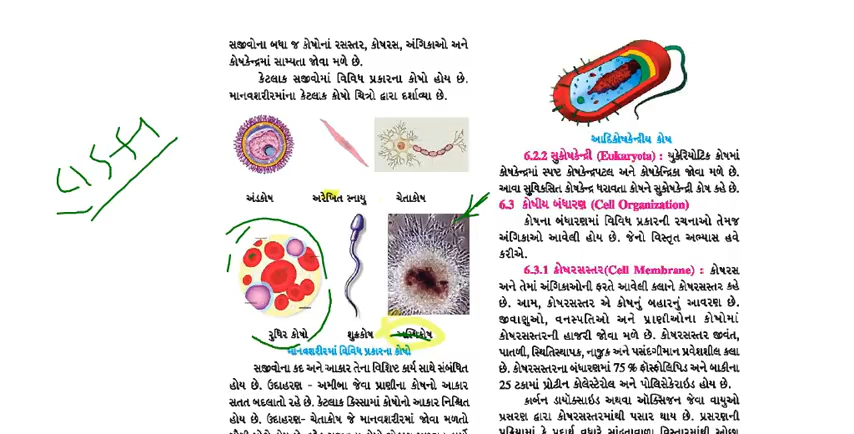 સજીવોના બધા જ કોષોનાં રસસ્તર, કોષરસ, અંગિકાઓ અને
કોષકેન્દ્રમાં સામ્યતા જોવા મળે છે.
કેટલાક સજીવોમાં વિવિધ પ્રકારના કોષો હોય છે.
માનવશરીરમાંના કેટલાક કોષો ચિત્રો દ્વારા દર્શાવ્યા છે.
અંડકોષ અરેખિત સ્નાયુ ચેતાકોષ
રુધિર કોષો શુક્રકોષ અસ્થિકોષ
માનવશરીરમાં વિવિધ પ્રકારના કોષો
સજીવોના કદ અને આકાર તેના વિશિષ્ટ કાર્ય સાથે સંબંધિત
હોય છે. ઉદાહરણ - અમીબા જેવા પ્રાણીના કોષનો આકાર
સતત બદલાતો રહે છે. કેટલાક કિસ્સામાં કોષોનો આકાર નિશ્ચિત
હોય છે. ઉદાહરણ- ચેતાકોષ જે માનવશરીરમાં જોવા મળતો
આદિકોષકેન્દ્રીય કોષ
6.2.2 સુકોષકેન્દ્રી (Eukaryota) : યુકેરિયોટિક કોષમાં
કોષકેન્દ્રમાં સ્પષ્ટ કોષકેન્દ્રપટલ અને કોષકેન્દ્રિકા જોવા મળે છે.
આવા સુવિકસિત કોષકેન્દ્ર ધરાવતા કોષને સુકોષકેન્દ્રી કોષ કહે છે.
6.3 કોષીય બંધારણ (Cell Organization)
કોષના બંધારણમાં વિવિધ પ્રકારની રચનાઓ તેમજ
અંગિકાઓ આવેલી હોય છે. જેનો વિસ્તૃત અભ્યાસ હવે
કરીએ.
6.3.1 કોષરસસ્તર(Cell Membrane) : કોષરસ
અને તેમાં અંગિકાઓની ફરતે આવેલી કલાને કોષરસસ્તર કહે
છે. આમ, કોષરસસ્તર એ કોષનું બહારનું આવરણ છે.
જીવાણુઓ, વનસ્પતિઓ અને પ્રાણીઓના કોષોમાં
કોષરસસ્તરની હાજરી જોવા મળે છે. કોષરસસ્તર જીવંત,
પાતળી, સ્થિતિસ્થાપક, નાજુક અને પસંદગીમાન પ્રવેશશીલ કલા
છે. કોષરસસ્તરના બંધારણમાં 75 % ફોસ્ફોલિપિડ અને બાકીના
25 ટકામાં પ્રોટીન કોલેસ્ટેરોલ અને પોલિસેકેરાઇડ હોય છે.
કાર્બન ડાયોક્સાઇડ અથવા ઓક્સિજન જેવા વાયુઓ
પ્રસરણ દ્વારા કોષરસસ્તરમાંથી પસાર થાય છે. પ્રસરણની
પ્રક્રિયામાં કે પદાર્થ વધારે સાંદ્રતાવાળા વિસ્તારમાંથી ઓછા